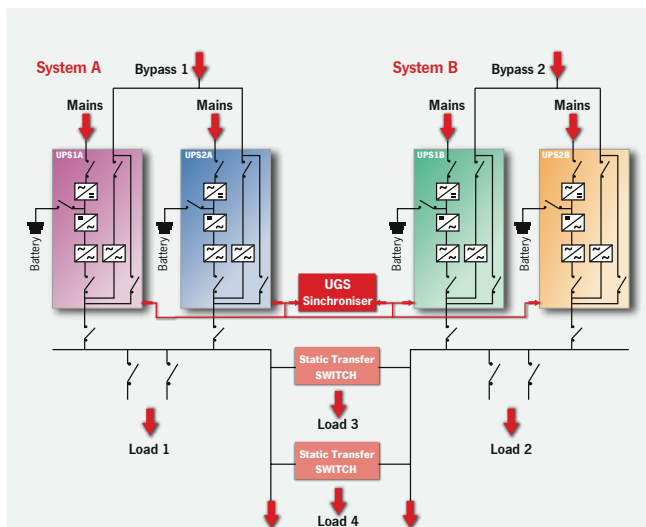 System A
Bypass 1
System B
Bypass 2
Mains
Mains
Mains
Mains
UPS1A
UPS2A
UPS1B
UPS2B
Battery
Battery
Battery
Battery
UGS
Sinchroniser
Static Transfer
SWITCH
Load 3
Load 1
Load 2
Static Transfer
SWITCH
Load 4